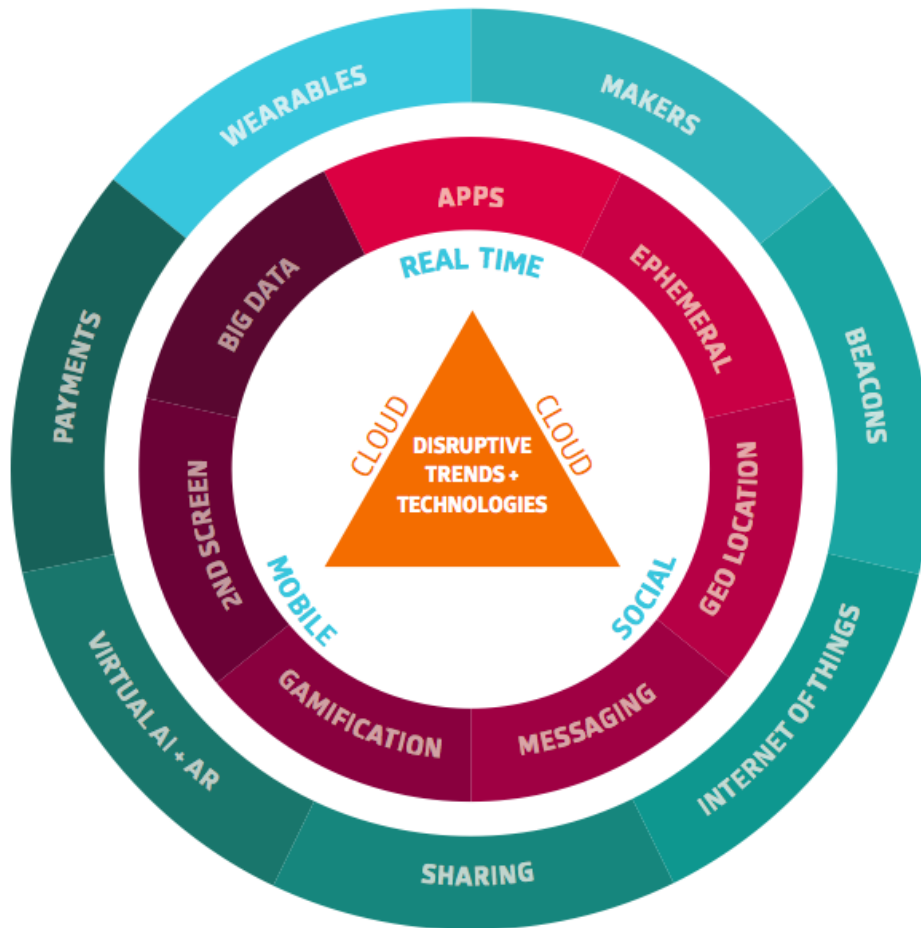 WEARABLES
MAKERS
BEACONS
INTERNET OF THINGS
SHARING
VIRTUAL AI + AR
PAYMENTS
APPS
EPHEMERAL
GEO LOCATION
MESSAGING
GAMIFICATION
2ND SCREEN
BIG DATA
REAL TIME
SOCIAL
MOBILE
CLOUD
CLOUD
DISRUPTIVE
TRENDS +
TECHNOLOGIES